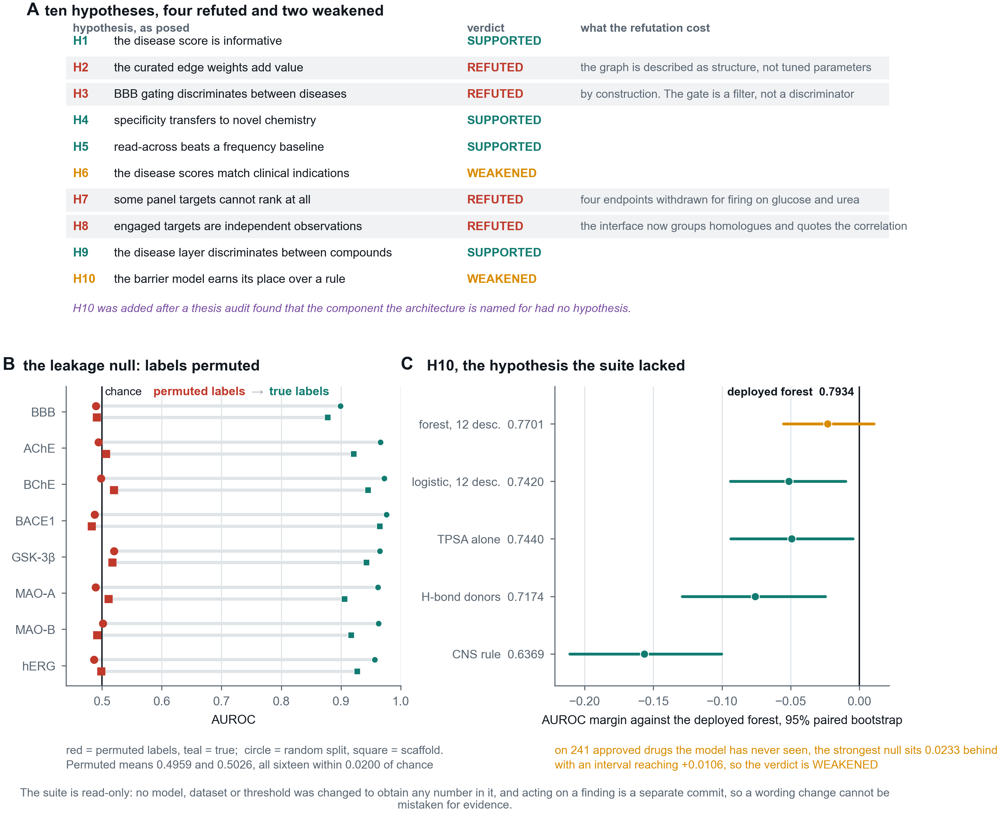 A ten hypotheses, four refuted and two weakened
hypothesis, as posed verdict what the refutation cost
H1 the disease score is informative SUPPORTED
H2 the curated edge weights add value REFUTED the graph is described as structure, not tuned parameters
H3 BBB gating discriminates between diseases REFUTED by construction. The gate is a filter, not a discriminator
H4 specificity transfers to novel chemistry SUPPORTED
H5 read-across beats a frequency baseline SUPPORTED
H6 the disease scores match clinical indications WEAKENED
H7 some panel targets cannot rank at all REFUTED four endpoints withdrawn for firing on glucose and urea
H8 engaged targets are independent observations REFUTED the interface now groups homologues and quotes the correlation
H9 the disease layer discriminates between compounds SUPPORTED
H10 the barrier model earns its place over a rule WEAKENED
H10 was added after a thesis audit found that the component the architecture is named for had no hypothesis.
B the leakage null: labels permuted
chance permuted labels → true labels
BBB
AChE
BChE
BACE1
GSK-3β
MAO-A
MAO-B
hERG
0.5 0.6 0.7 0.8 0.9 1.0
AUROC
red = permuted labels, teal = true; circle = random split, square = scaffold.
Permuted means 0.4959 and 0.5026, all sixteen within 0.0200 of chance
C H10, the hypothesis the suite lacked
deployed forest 0.7934
forest, 12 desc. 0.7701
logistic, 12 desc. 0.7420
TPSA alone 0.7440
H-bond donors 0.7174
CNS rule 0.6369
−0.20 −0.15 −0.10 −0.05 0.00
AUROC margin against the deployed forest, 95% paired bootstrap
on 241 approved drugs the model has never seen, the strongest null sits 0.0233 behind
with an interval reaching +0.0106, so the verdict is WEAKENED
The suite is read-only: no model, dataset or threshold was changed to obtain any number in it, and acting on a finding is a separate commit, so a wording change cannot be
mistaken for evidence.